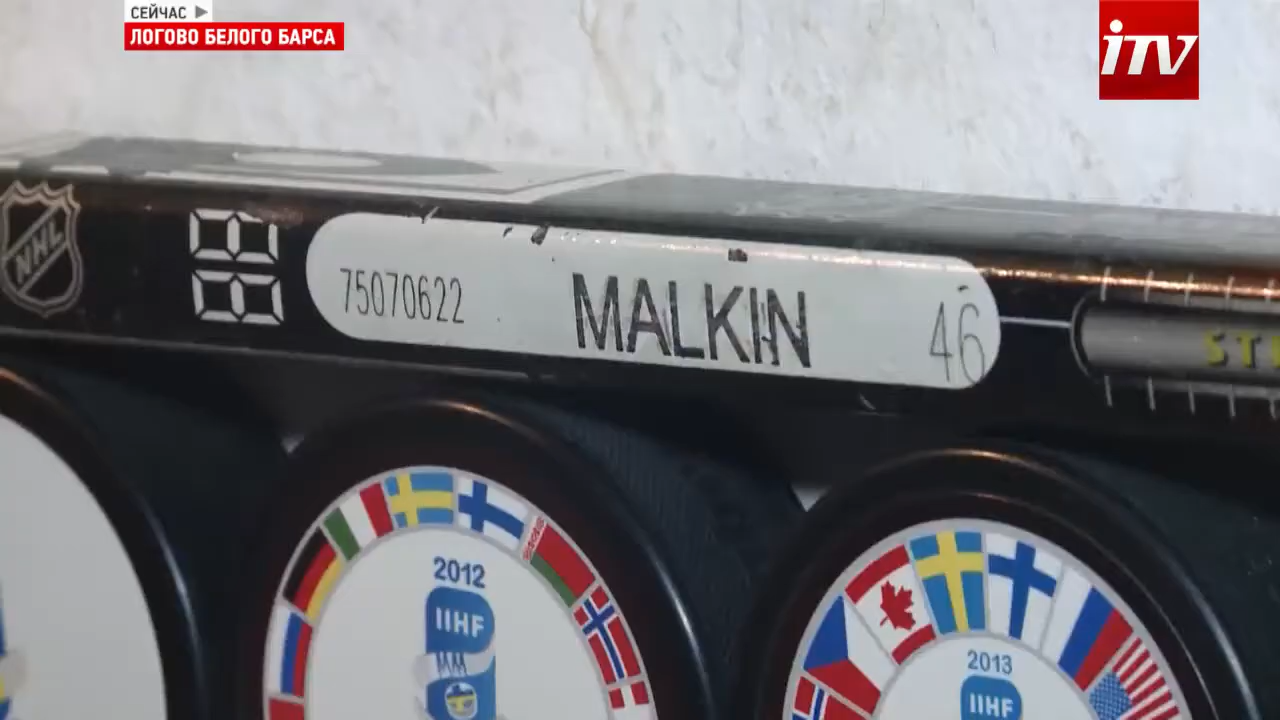 СЕЙЧАС
ЛОГОВО БЕЛОГО БАРСА
iTV
NHL
75070622 MALKIN 46
2012
IIHF
2013
IIHF